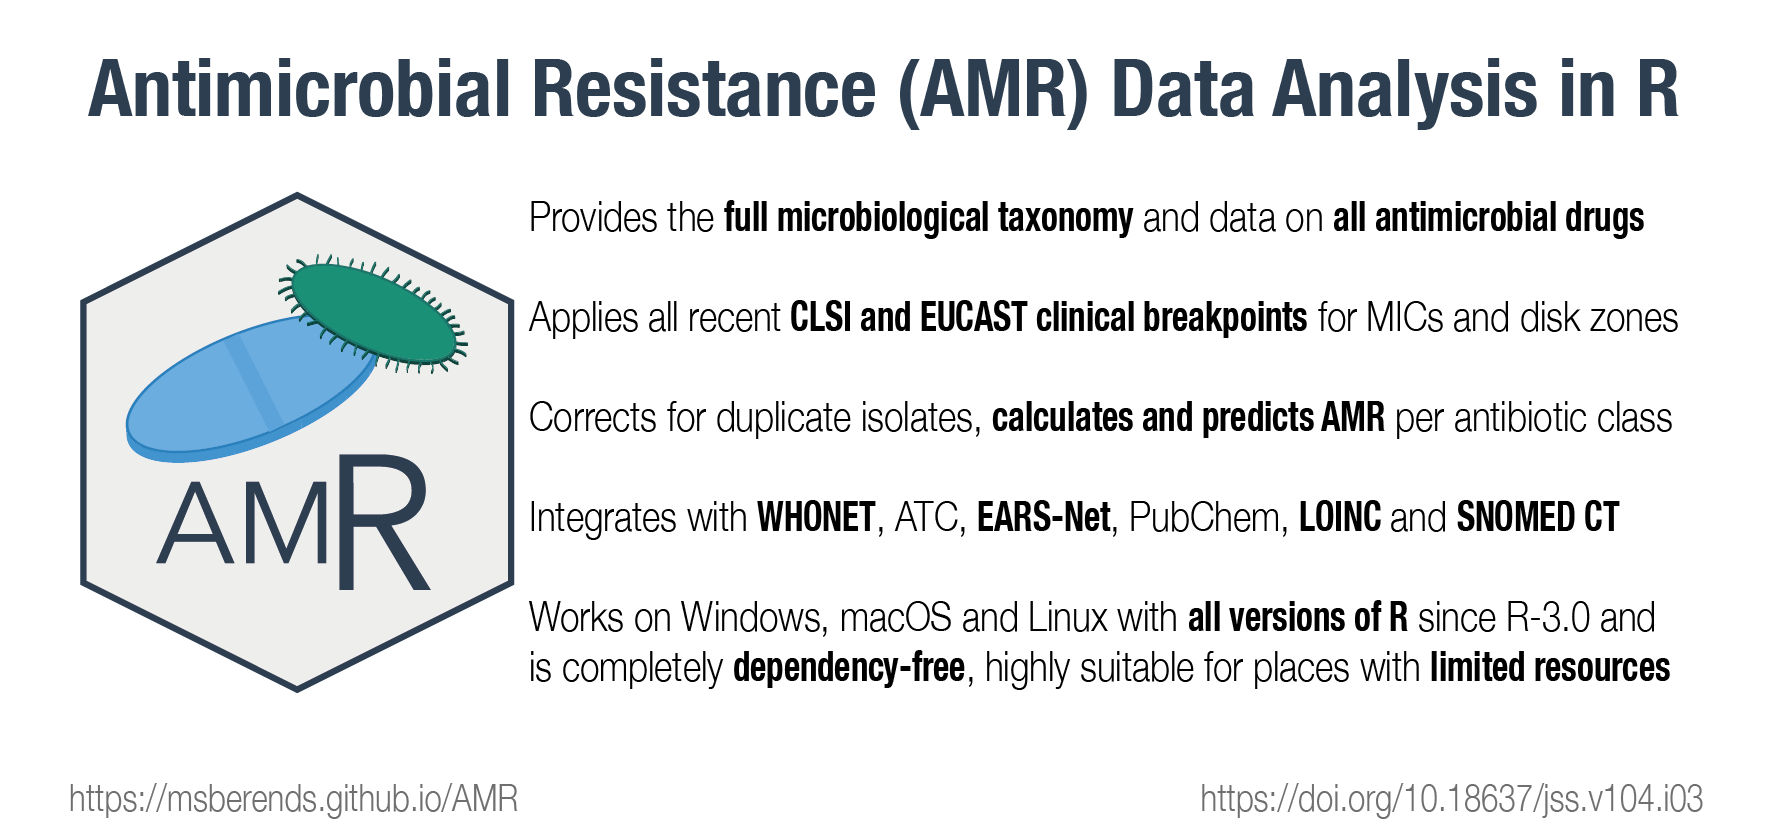 Antimicrobial Resistance (AMR) Data Analysis in R
Provides the full microbiological taxonomy and data on all antimicrobial drugs
Applies all recent CLSI and EUCAST clinical breakpoints for MICs and disk zones
Corrects for duplicate isolates, calculates and predicts AMR per antibiotic class
Integrates with WHONET, ATC, EARS-Net, PubChem, LOINC and SNOMED CT
Works on Windows, macOS and Linux with all versions of R since R-3.0 and
is completely dependency-free, highly suitable for places with limited resources
AMR
https://msberends.github.io/AMR
https://doi.org/10.18637/jss.v104.i03